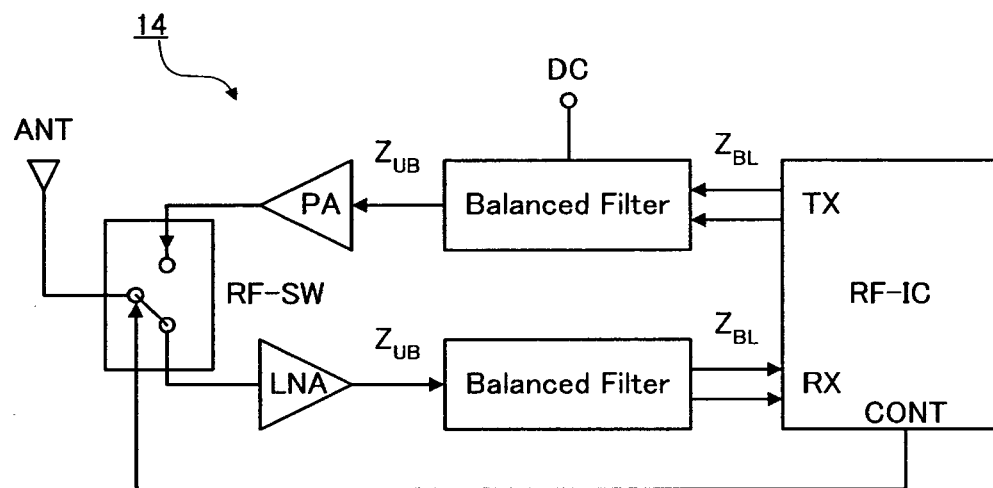 14
DC
ANT
Z_UB
Z_BL
PA
Balanced Filter
TX
RF-SW
RF-IC
Z_UB
Z_BL
LNA
Balanced Filter
RX
CONT